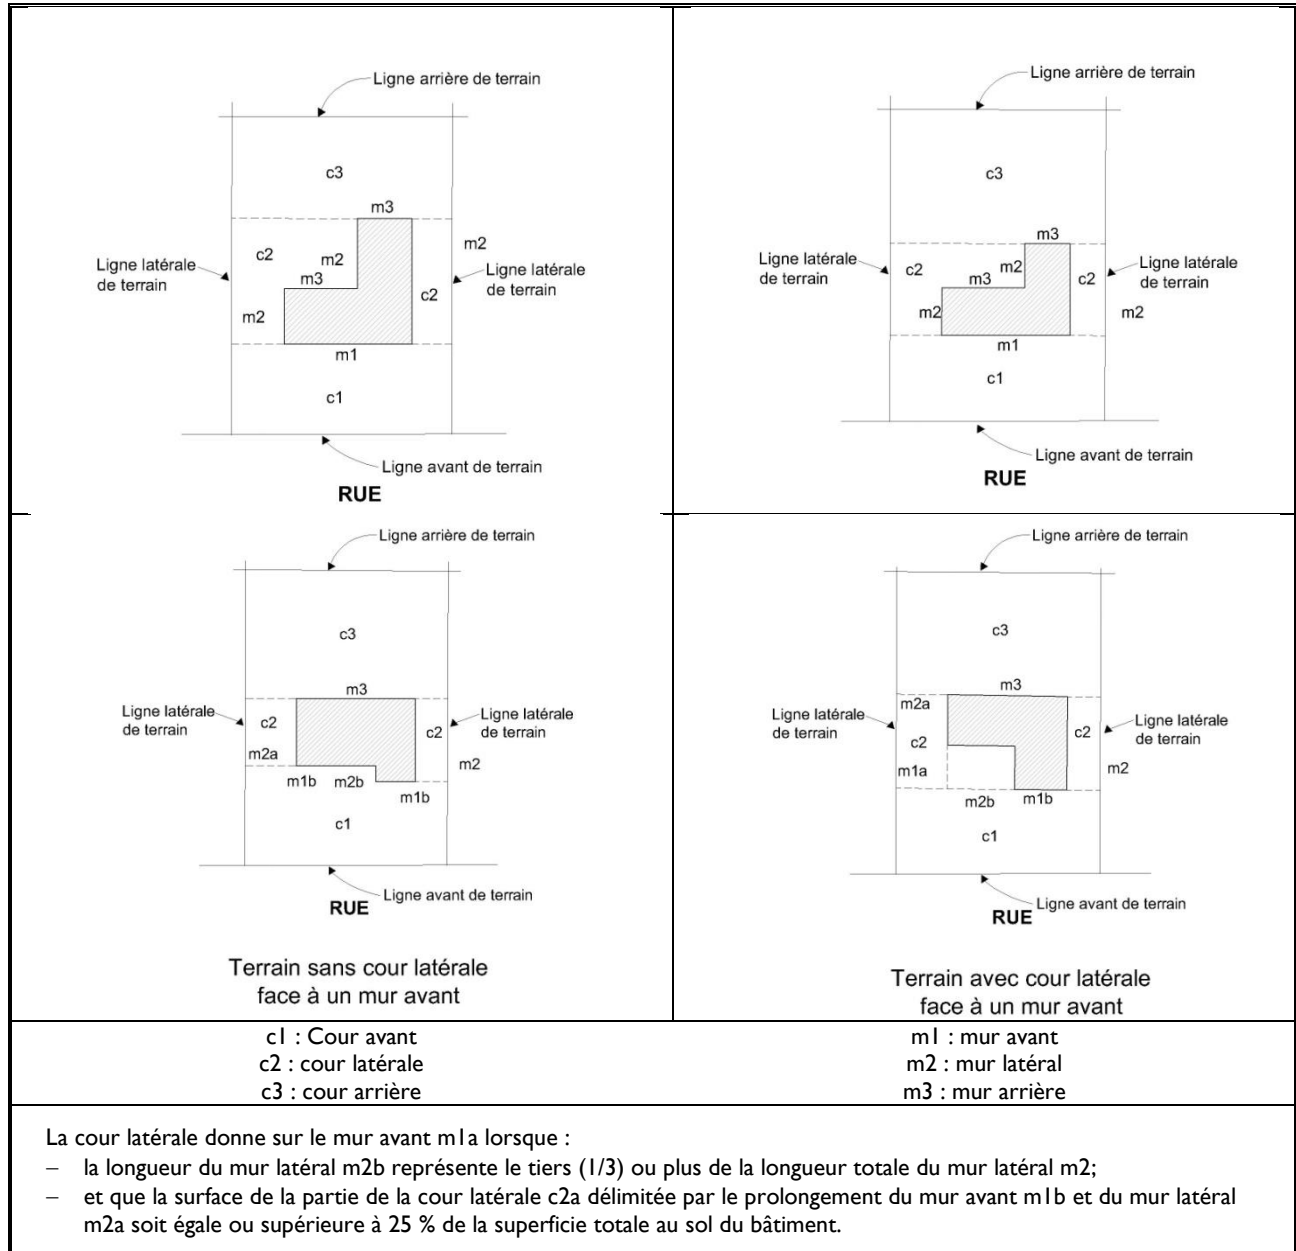 Ligne arrière de terrain
c3
m3
c2
m2
m2
m3
Ligne latérale
de terrain
Ligne latérale
de terrain
c2
m2
m1
c1
Ligne avant de terrain
RUE
Ligne arrière de terrain
c3
m3
Ligne latérale
de terrain
c2
m2
m3
c2
Ligne latérale
de terrain
m2
m2
m1
c1
Ligne avant de terrain
RUE
Ligne arrière de terrain
c3
m3
Ligne latérale
de terrain
c2
c2
Ligne latérale
de terrain
m2a
m2
m1b
m2b
m1b
c1
Ligne avant de terrain
RUE
Terrain sans cour latérale
face à un mur avant
Ligne arrière de terrain
c3
m3
m2a
Ligne latérale
de terrain
c2
c2
Ligne latérale
de terrain
m1a
m2
m2b
m1b
c1
Ligne avant de terrain
RUE
Terrain avec cour latérale
face à un mur avant
c1 : Cour avant
c2 : cour latérale
c3 : cour arrière
m1 : mur avant
m2 : mur latéral
m3 : mur arrière
La cour latérale donne sur le mur avant m1a lorsque :
– la longueur du mur latéral m2b représente le tiers (1/3) ou plus de la longueur totale du mur latéral m2;
– et que la surface de la partie de la cour latérale c2a délimitée par le prolongement du mur avant m1b et du mur latéral
m2a soit égale ou supérieure à 25 % de la superficie totale au sol du bâtiment.